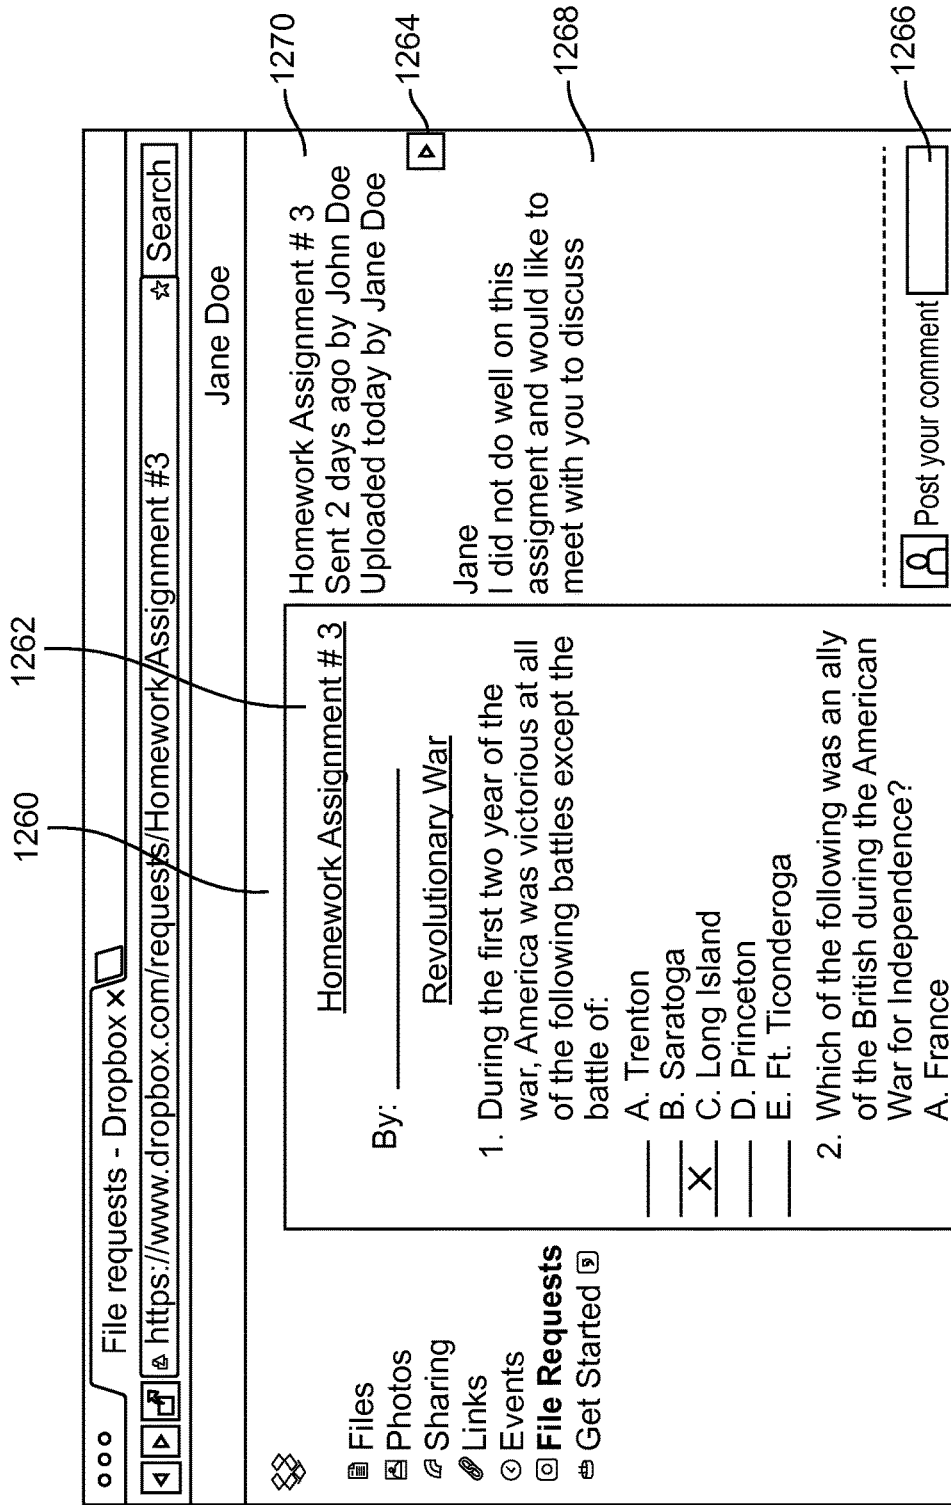 1260
1262
1270
1264
1268
1266
File requests - Dropbox X
https://www.dropbox.com/requests/Homework/Assignment #3
Search
Jane Doe
Files
Photos
Sharing
Links
Events
File Requests
Get Started
Homework Assignment # 3
By:
Revolutionary War
1. During the first two year of the
war, America was victorious at all
of the following battles except the
battle of:
A. Trenton
B. Saratoga
X C. Long Island
D. Princeton
E. Ft. Ticonderoga
2. Which of the following was an ally
of the British during the American
War for Independence?
A. France
Homework Assignment # 3
Sent 2 days ago by John Doe
Uploaded today by Jane Doe
Jane
I did not do well on this
assigment and would like to
meet with you to discuss
Post your comment